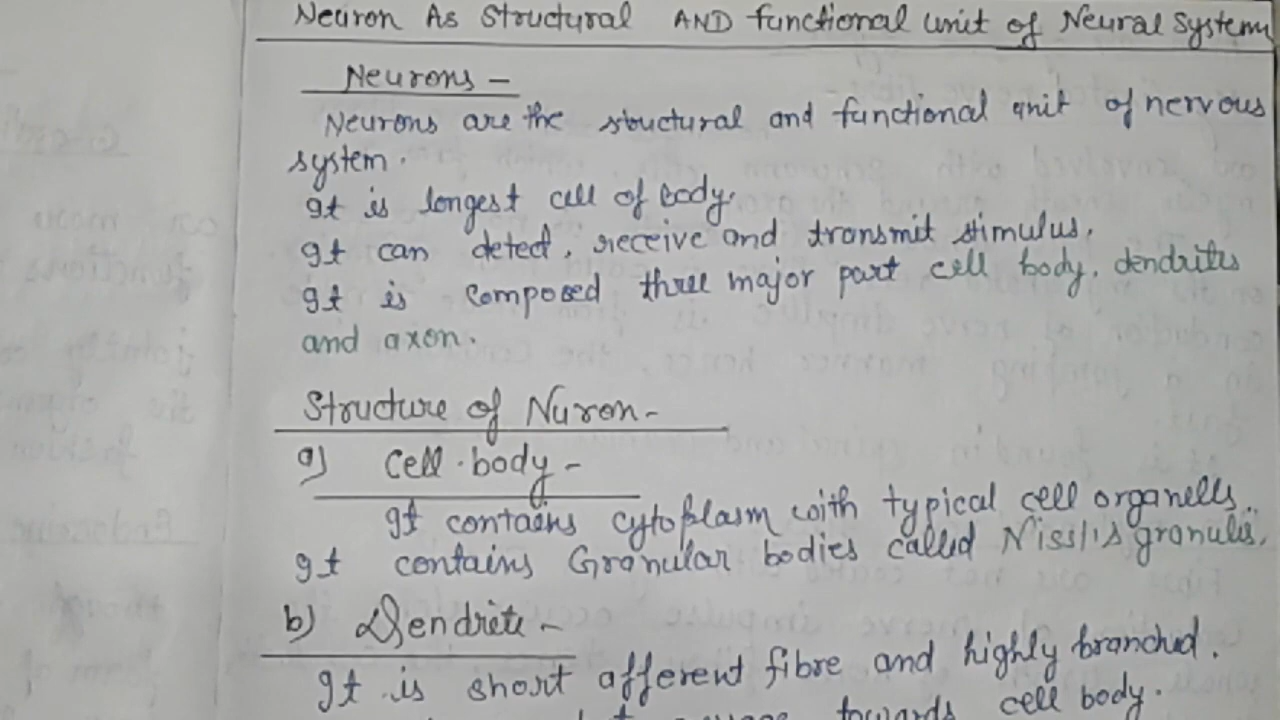 Neuron As Structural AND functional unit of Neural System
Neurons -
Neurons are the structural and functional unit of nervous
system.
It is longest cell of body.
It can detect, receive and transmit stimulus.
It is composed three major part cell body, dendrites
and axon.
Structure of Nuron-
a) Cell body -
It contains cytoplasm with typical cell organells
It contains Granular bodies called Nissl's granules.
b) Dendrite -
It is short afferent fibre and highly branched.
towards cell body.